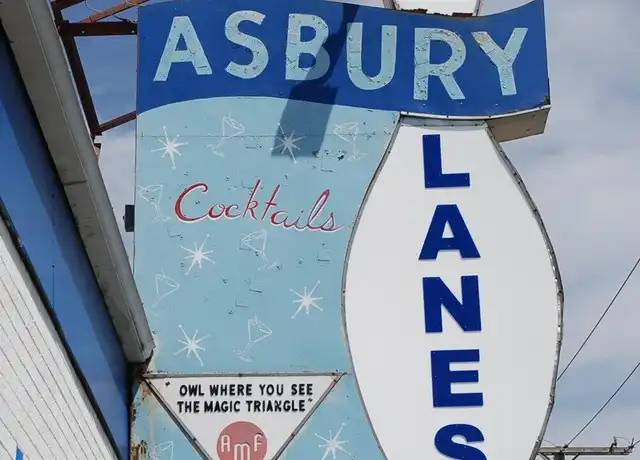 ASBURY
LANES
Cocktails
"OWL WHERE YOU SEE
THE MAGIC TRIANGLE"
AMF